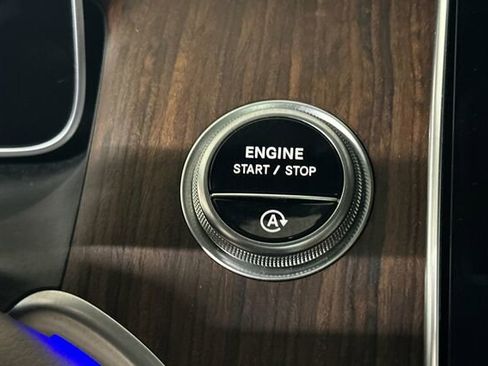 ENGINE
START / STOP
A